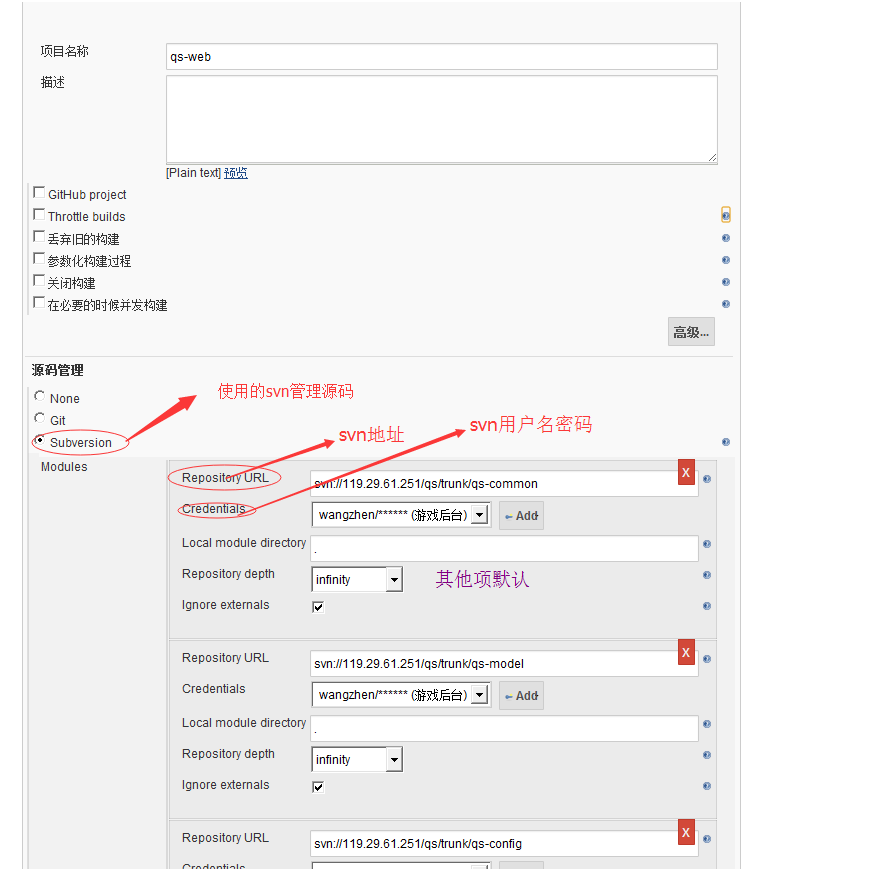 项目名称
qs-web
描述
[Plain text] 预览
GitHub project
Throttle builds
丢弃旧的构建
参数化构建过程
关闭构建
在必要的时候并发构建
高级...
源码管理
None
使用的svn管理源码
Git
svn地址
svn用户名密码
Subversion
Modules
Repository URL
svn://119.29.61.251/qs/trunk/qs-common
X
Credentials
wangzhen/****** (游戏后台)
Add
Local module directory
.
Repository depth
infinity
其他项默认
Ignore externals
Repository URL
svn://119.29.61.251/qs/trunk/qs-model
X
Credentials
wangzhen/****** (游戏后台)
Add
Local module directory
.
Repository depth
infinity
Ignore externals
Repository URL
svn://119.29.61.251/qs/trunk/qs-config
X
Credentials